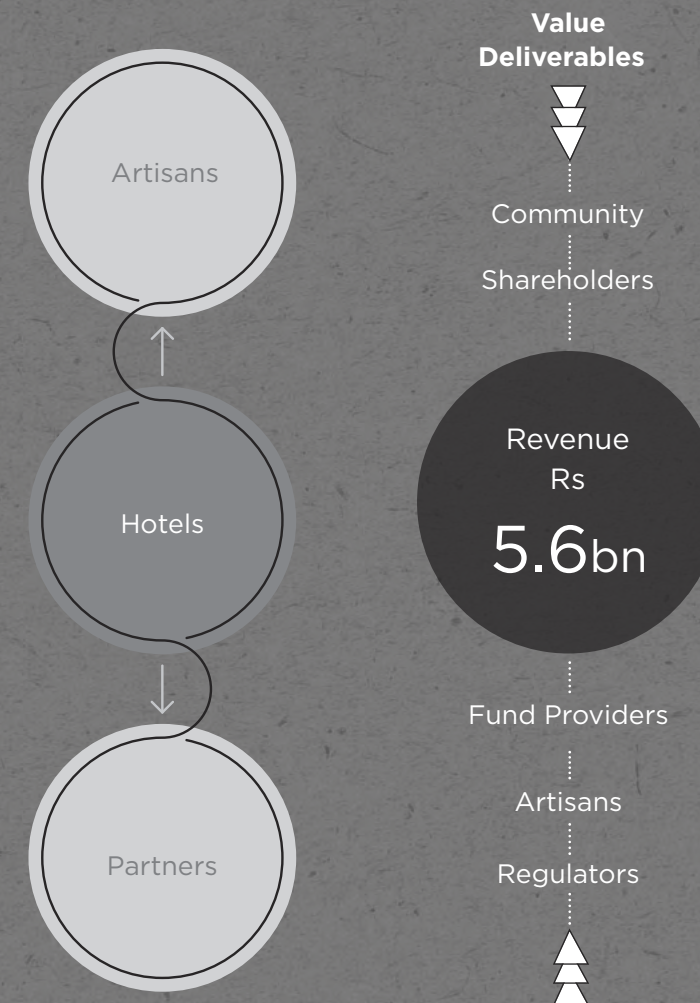 Artisans
Hotels
Partners
Value
Deliverables
Community
Shareholders
Revenue
Rs
5.6bn
Fund Providers
Artisans
Regulators